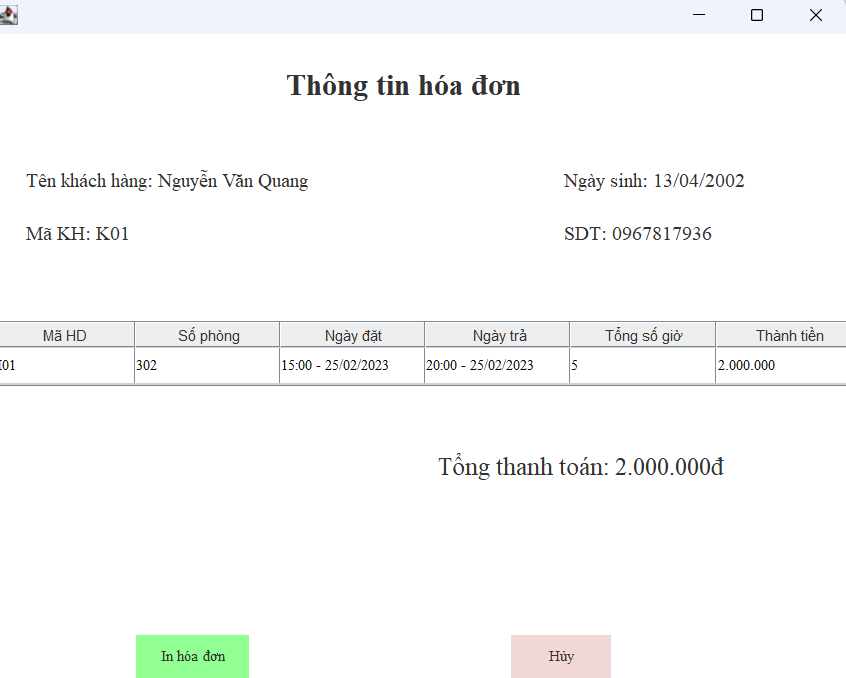 Thông tin hóa đơn
Tên khách hàng: Nguyễn Văn Quang Ngày sinh: 13/04/2002
Mã KH: K01 SDT: 0967817936
Mã HD Số phòng Ngày đặt Ngày trả Tổng số giờ Thành tiền
302 15:00 - 25/02/2023 20:00 - 25/02/2023 5 2.000.000
Tổng thanh toán: 2.000.000đ
In hóa đơn Hủy